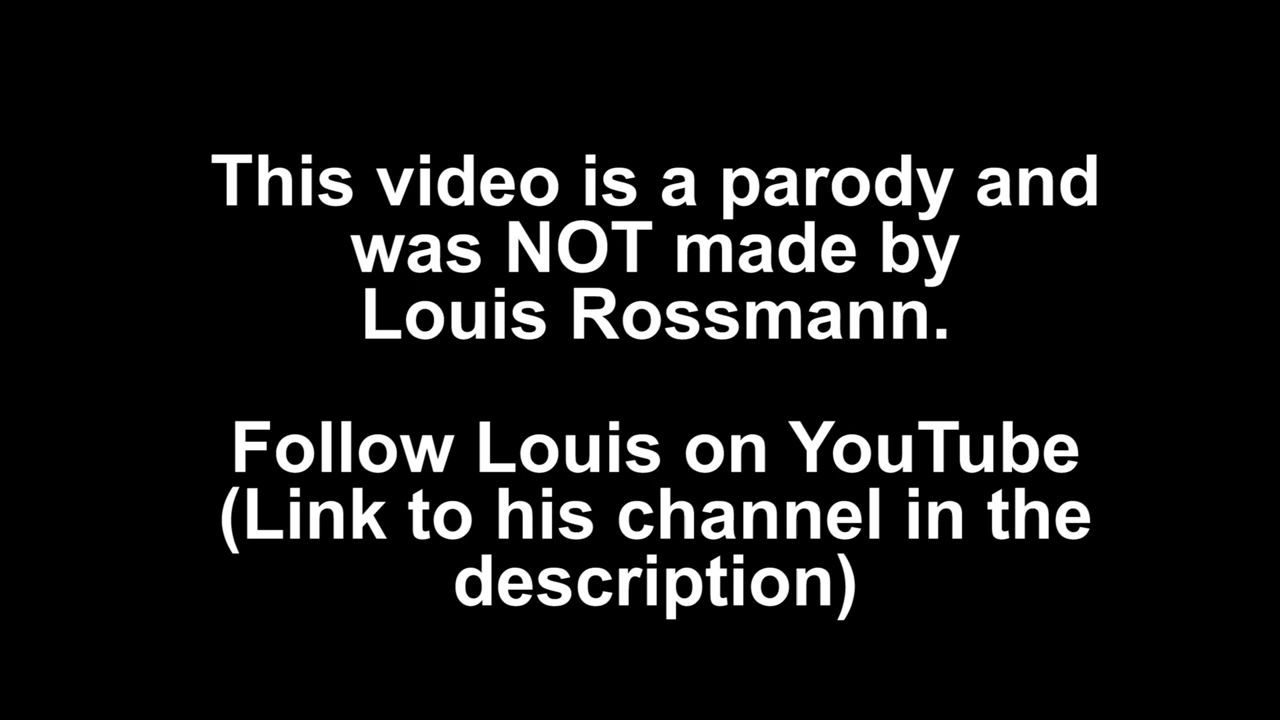 This video is a parody and
was NOT made by
Louis Rossmann.
Follow Louis on YouTube
(Link to his channel in the
description)